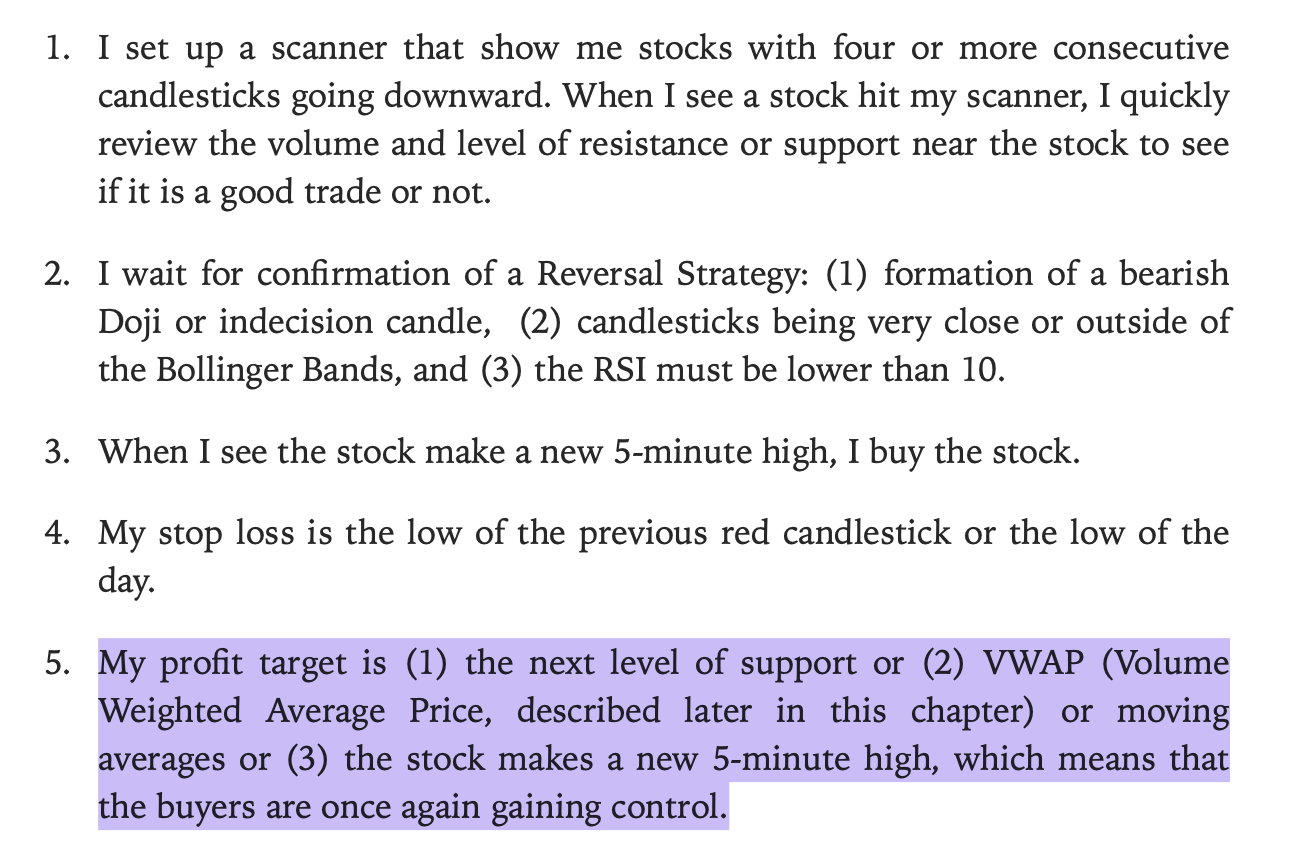 1. I set up a scanner that show me stocks with four or more consecutive
candlesticks going downward. When I see a stock hit my scanner, I quickly
review the volume and level of resistance or support near the stock to see
if it is a good trade or not.
2. I wait for confirmation of a Reversal Strategy: (1) formation of a bearish
Doji or indecision candle, (2) candlesticks being very close or outside of
the Bollinger Bands, and (3) the RSI must be lower than 10.
3. When I see the stock make a new 5-minute high, I buy the stock.
4. My stop loss is the low of the previous red candlestick or the low of the
day.
5. My profit target is (1) the next level of support or (2) VWAP (Volume
Weighted Average Price, described later in this chapter) or moving
averages or (3) the stock makes a new 5-minute high, which means that
the buyers are once again gaining control.